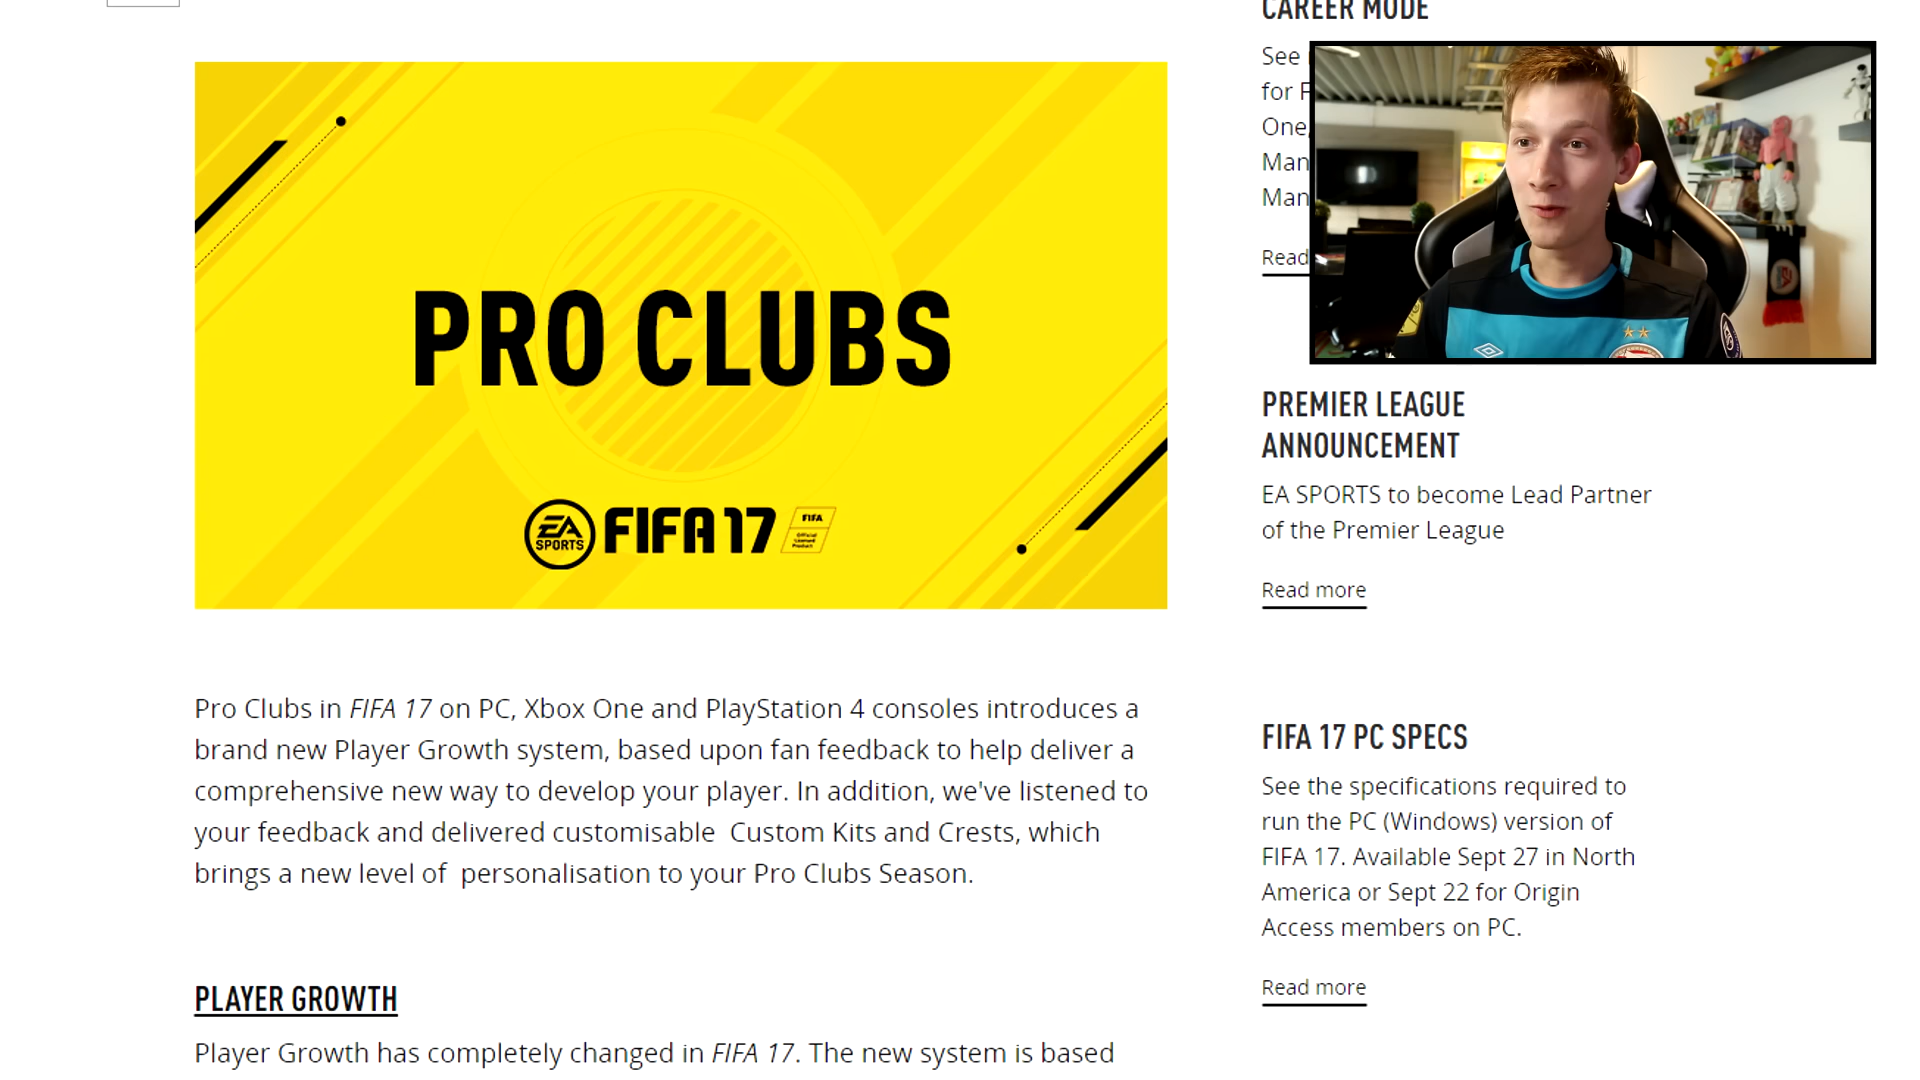 PRO CLUBS
EA
SPORTS
FIFA 17
FIFA
Official
Licensed
Product
Pro Clubs in FIFA 17 on PC, Xbox One and PlayStation 4 consoles introduces a
brand new Player Growth system, based upon fan feedback to help deliver a
comprehensive new way to develop your player. In addition, we've listened to
your feedback and delivered customisable  Custom Kits and Crests, which
brings a new level of  personalisation to your Pro Clubs Season.
PLAYER GROWTH
Player Growth has completely changed in FIFA 17. The new system is based
CAREER MODE
See
for F
One,
Man
Man
Read
PREMIER LEAGUE
ANNOUNCEMENT
EA SPORTS to become Lead Partner
of the Premier League
Read more
FIFA 17 PC SPECS
See the specifications required to
run the PC (Windows) version of
FIFA 17. Available Sept 27 in North
America or Sept 22 for Origin
Access members on PC.
Read more